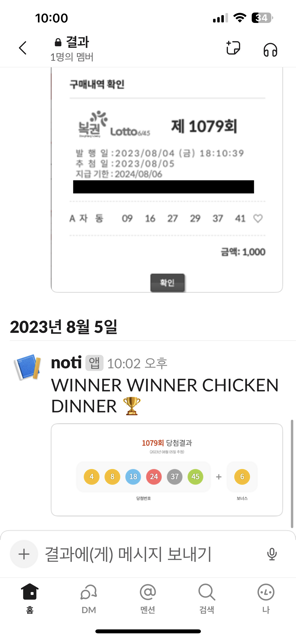 10:00
34
결과
1명의 멤버
구매내역 확인
복권 Lotto6/45 제 1079회
발 행 일 :2023/08/04 (금) 18:10:39
추 첨 일 :2023/08/05
지급 기한 : 2024/08/06
A 자 동 09 16 27 29 37 41
금액: 1,000
확인
2023년 8월 5일
noti 앱 10:02 오후
WINNER WINNER CHICKEN
DINNER
1079회 당첨결과
4 8 18 24 37 45 + 6
당첨번호 보너스
결과에(게) 메시지 보내기
홈 DM 멘션 검색 나